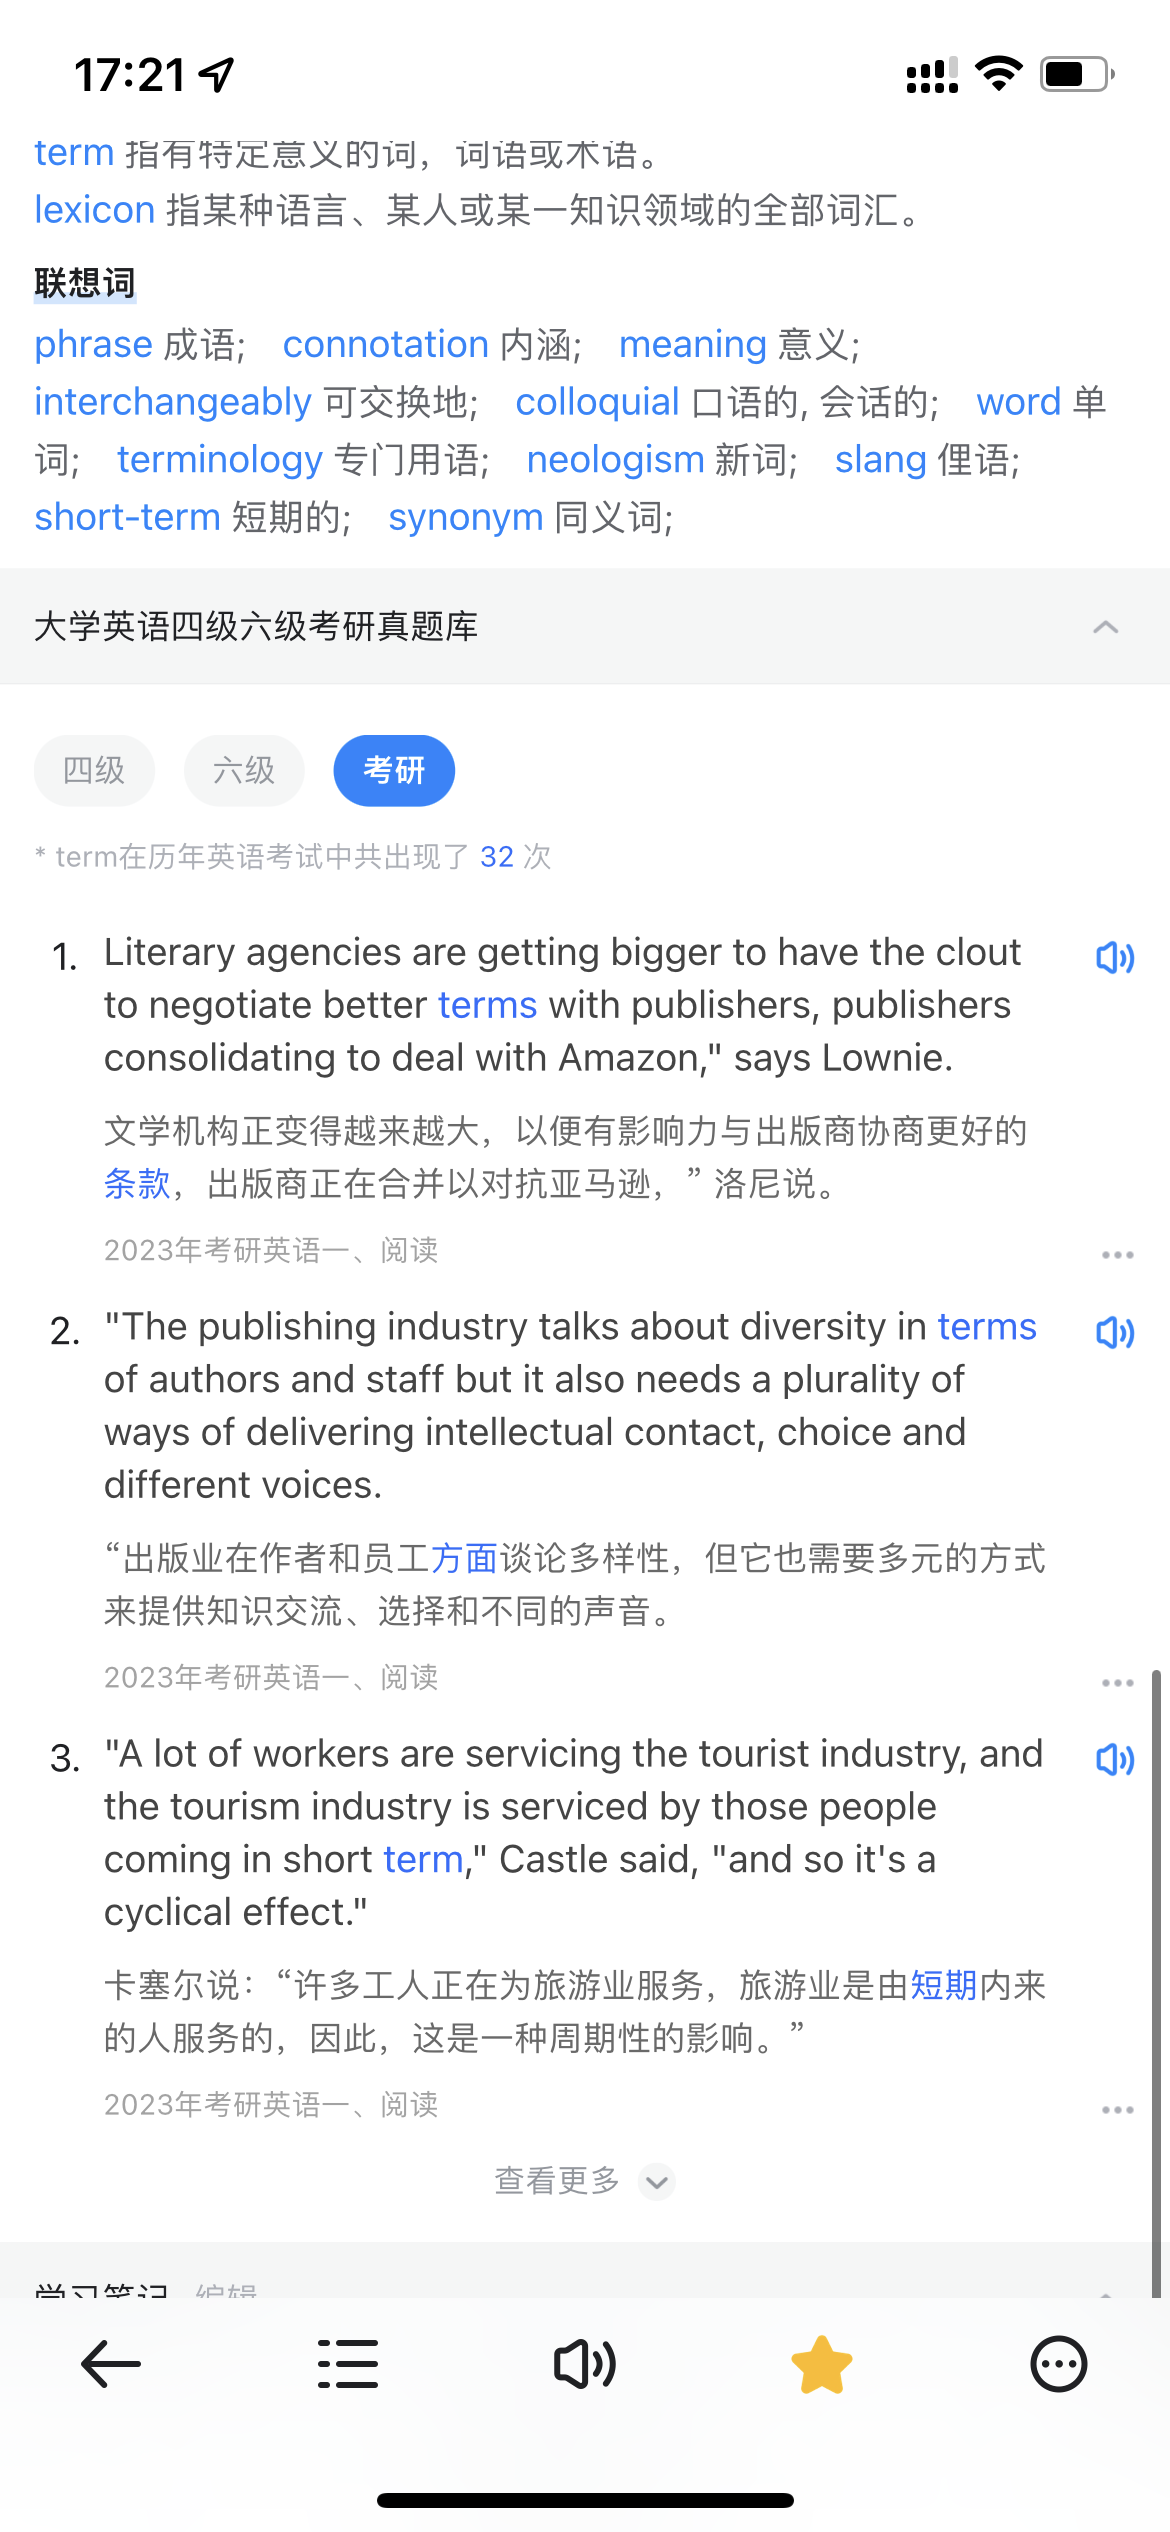 17:21
term 指有特定意义的词，词语或术语。
lexicon 指某种语言、某人或某一知识领域的全部词汇。
联想词
phrase 成语; connotation 内涵; meaning 意义;
interchangeably 可交换地; colloquial 口语的, 会话的; word 单
词; terminology 专门用语; neologism 新词; slang 俚语;
short-term 短期的; synonym 同义词;
大学英语四级六级考研真题库
四级 六级 考研
* term在历年英语考试中共出现了 32 次
1. Literary agencies are getting bigger to have the clout
to negotiate better terms with publishers, publishers
consolidating to deal with Amazon," says Lownie.
文学机构正变得越来越大，以便有影响力与出版商协商更好的
条款，出版商正在合并以对抗亚马逊，” 洛尼说。
2023年考研英语一、阅读
2. "The publishing industry talks about diversity in terms
of authors and staff but it also needs a plurality of
ways of delivering intellectual contact, choice and
different voices.
“出版业在作者和员工方面谈论多样性，但它也需要多元的方式
来提供知识交流、选择和不同的声音。
2023年考研英语一、阅读
3. "A lot of workers are servicing the tourist industry, and
the tourism industry is serviced by those people
coming in short term," Castle said, "and so it's a
cyclical effect."
卡塞尔说：“许多工人正在为旅游业服务，旅游业是由短期内来
的人服务的，因此，这是一种周期性的影响。”
2023年考研英语一、阅读
查看更多
学习笔记 编辑